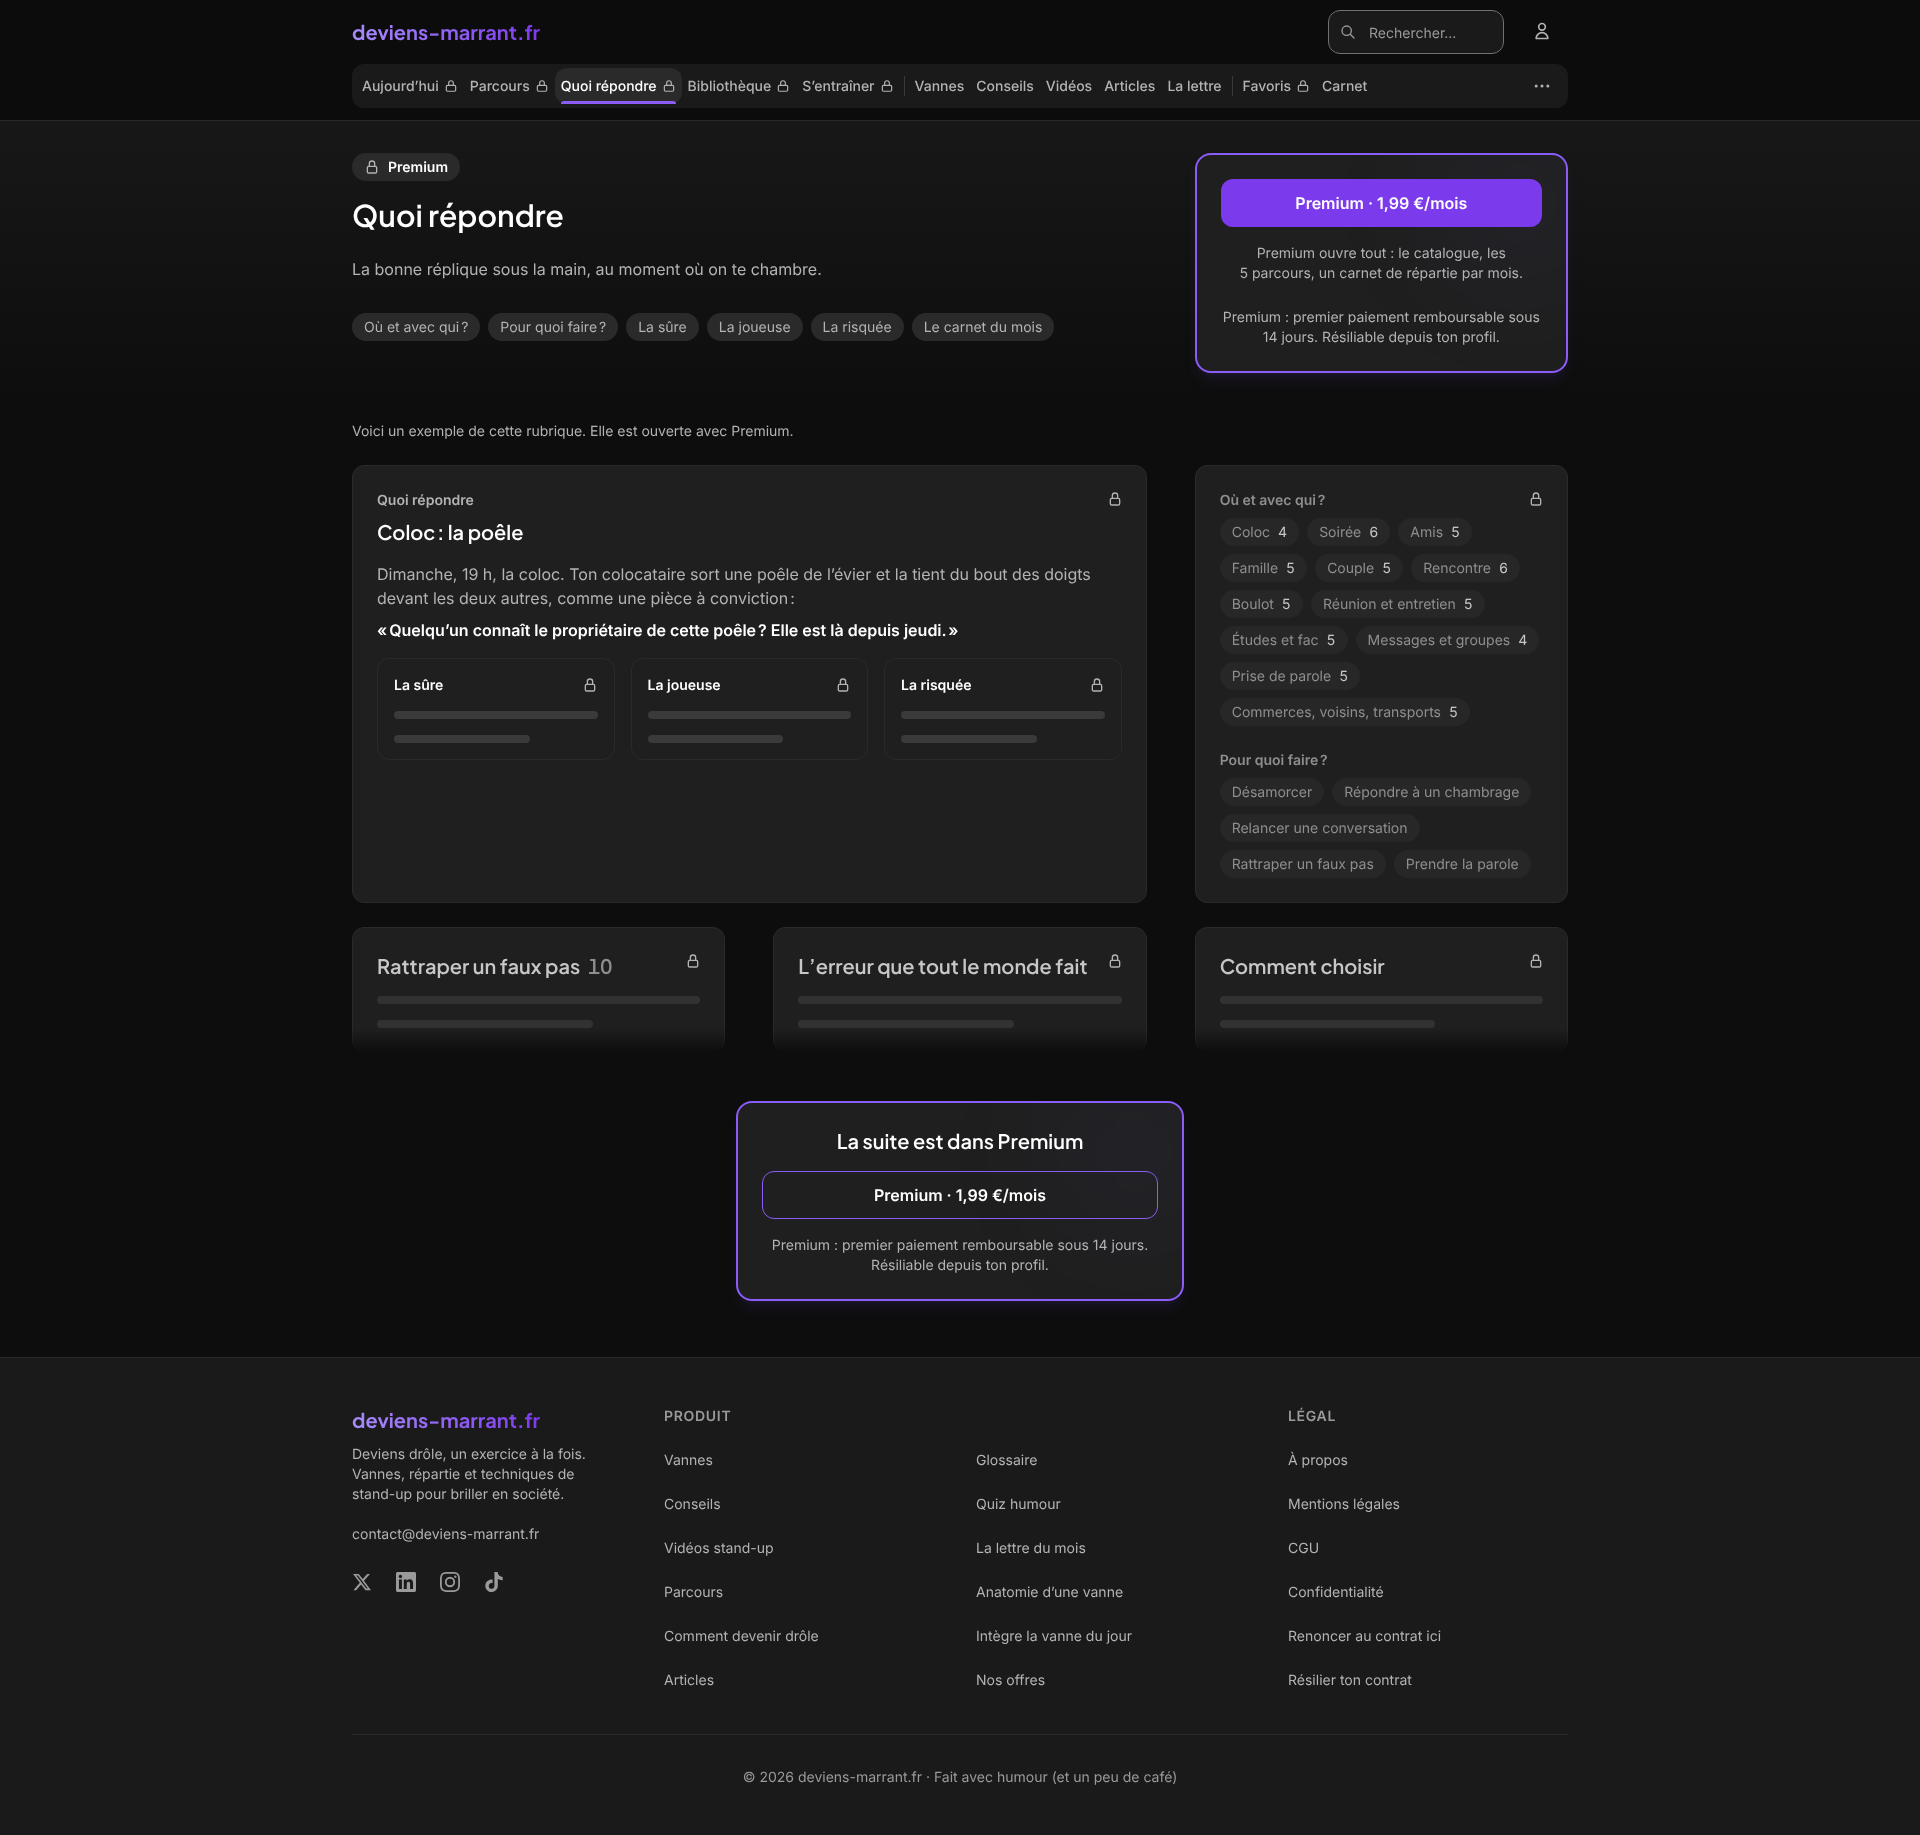 deviens-marrant.fr
Rechercher...
Aujourd’hui Parcours Quoi répondre Bibliothèque S’entraîner Vannes Conseils Vidéos Articles La lettre Favoris Carnet
Premium
Quoi répondre
La bonne réplique sous la main, au moment où on te chambre.
Où et avec qui ? Pour quoi faire ? La sûre La joueuse La risquée Le carnet du mois
Premium · 1,99 €/mois
Premium ouvre tout : le catalogue, les
5 parcours, un carnet de répartie par mois.
Premium : premier paiement remboursable sous
14 jours. Résiliable depuis ton profil.
Voici un exemple de cette rubrique. Elle est ouverte avec Premium.
Quoi répondre
Coloc : la poêle
Dimanche, 19 h, la coloc. Ton colocataire sort une poêle de l’évier et la tient du bout des doigts
devant les deux autres, comme une pièce à conviction :
« Quelqu’un connaît le propriétaire de cette poêle ? Elle est là depuis jeudi. »
La sûre
La joueuse
La risquée
Où et avec qui ?
Coloc 4 Soirée 6 Amis 5
Famille 5 Couple 5 Rencontre 6
Boulot 5 Réunion et entretien 5
Études et fac 5 Messages et groupes 4
Prise de parole 5
Commerces, voisins, transports 5
Pour quoi faire ?
Désamorcer Répondre à un chambrage
Relancer une conversation
Rattraper un faux pas Prendre la parole
Rattraper un faux pas 10
L’erreur que tout le monde fait
Comment choisir
La suite est dans Premium
Premium · 1,99 €/mois
Premium : premier paiement remboursable sous 14 jours.
Résiliable depuis ton profil.
deviens-marrant.fr
Deviens drôle, un exercice à la fois.
Vannes, répartie et techniques de
stand-up pour briller en société.
contact@deviens-marrant.fr
PRODUIT
Vannes
Conseils
Vidéos stand-up
Parcours
Comment devenir drôle
Articles
Glossaire
Quiz humour
La lettre du mois
Anatomie d’une vanne
Intègre la vanne du jour
Nos offres
LÉGAL
À propos
Mentions légales
CGU
Confidentialité
Renoncer au contrat ici
Résilier ton contrat
© 2026 deviens-marrant.fr · Fait avec humour (et un peu de café)